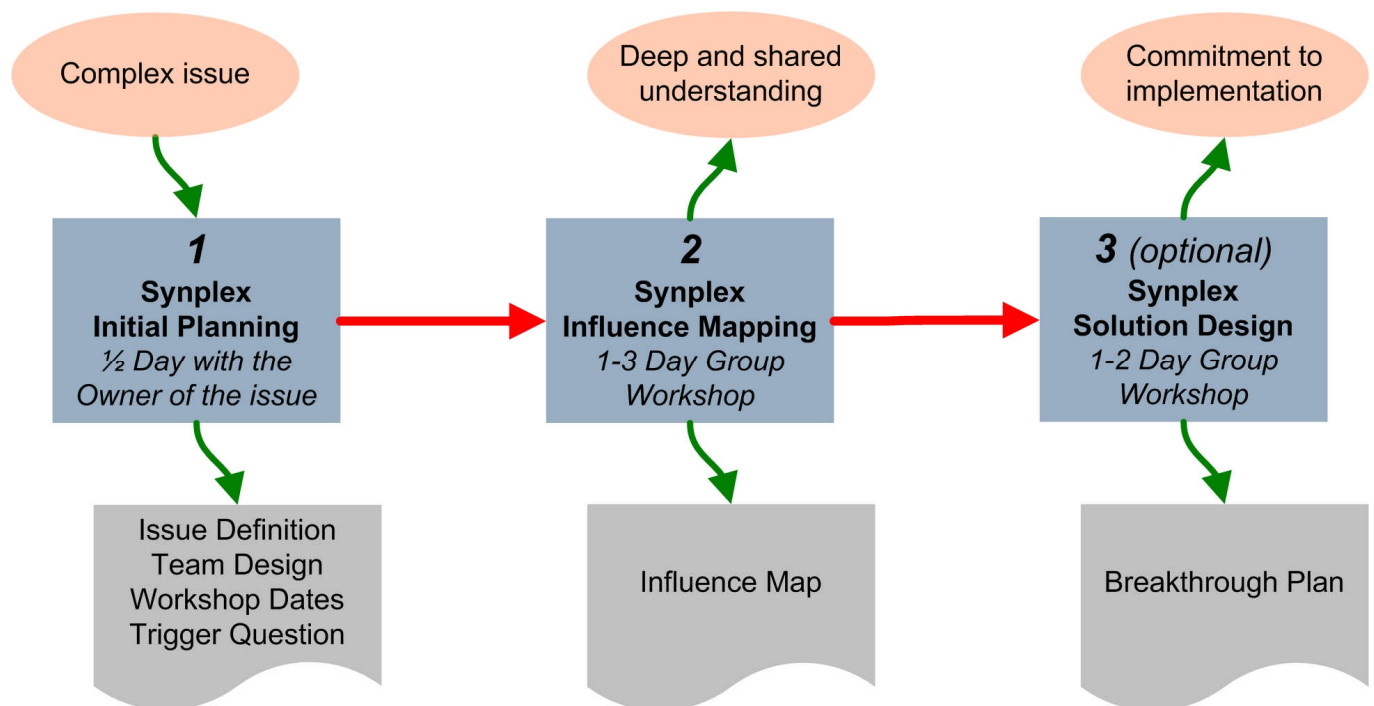 Complex issue
Deep and shared
understanding
Commitment to
implementation
1
Synplex
Initial Planning
½ Day with the
Owner of the issue
2
Synplex
Influence Mapping
1-3 Day Group
Workshop
3 (optional)
Synplex
Solution Design
1-2 Day Group
Workshop
Issue Definition
Team Design
Workshop Dates
Trigger Question
Influence Map
Breakthrough Plan